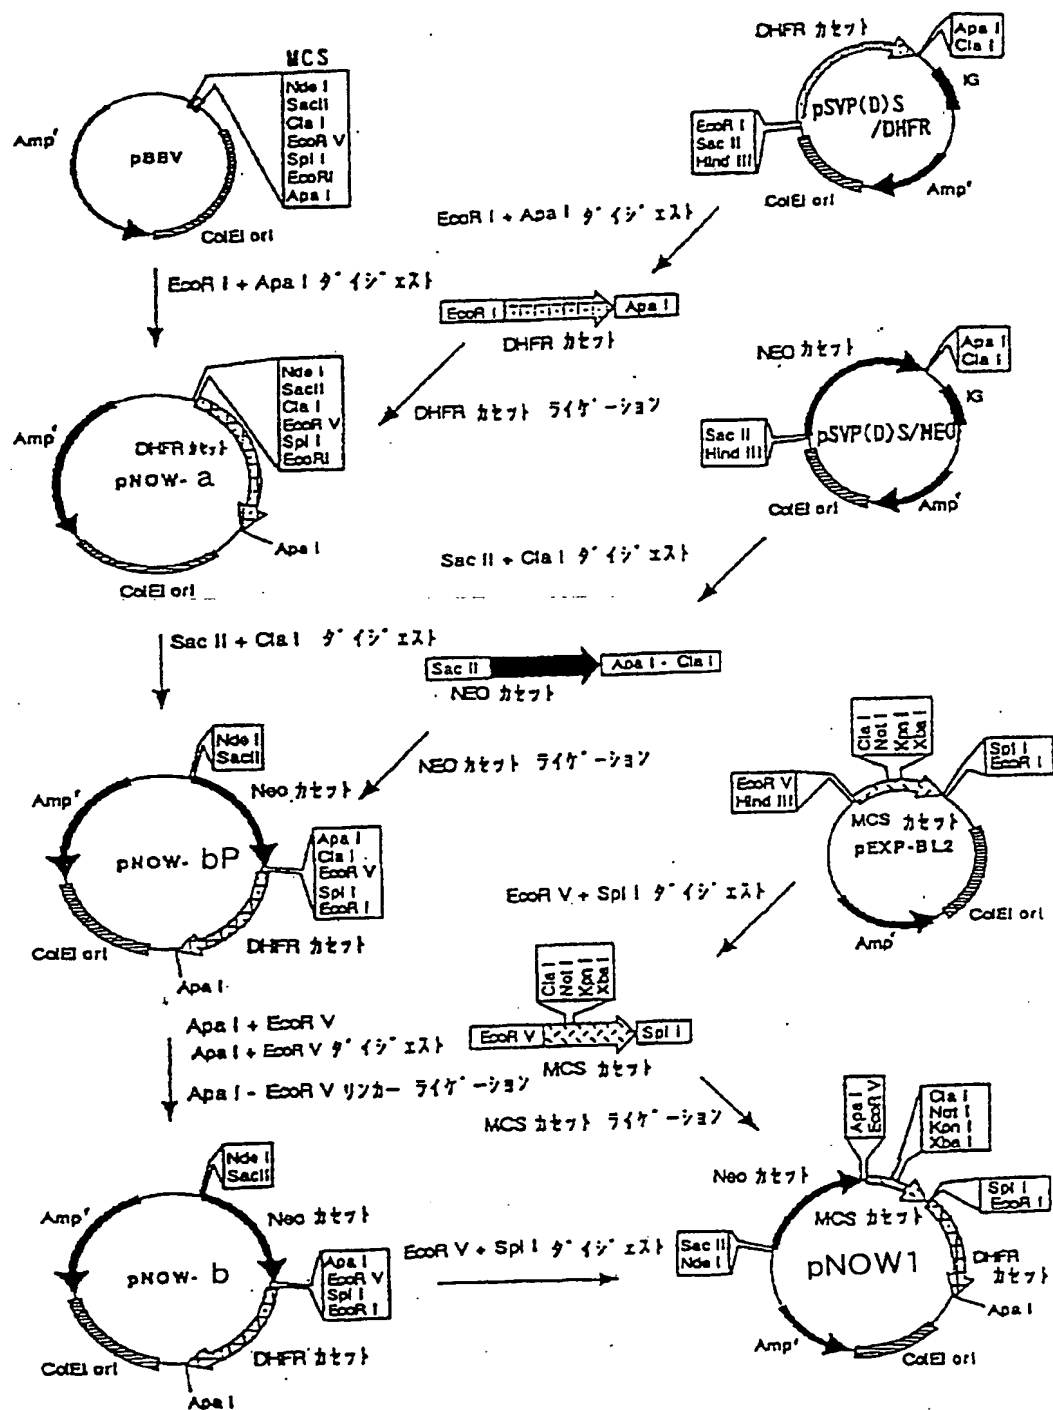 MCS
Nde I
SacII
Cla I
EcoR V
Spl I
EcoRI
Apa I
Ampʳ
pBBV
ColEI ori
DHFR カセット
Apa I
Cla I
IG
pSVP(D)S
/DHFR
EcoR I
Sac II
Hind III
ColEI ori
Ampʳ
EcoR I + Apa I ダイジェスト
EcoR I + Apa I ダイジェスト
EcoR I
Apa I
DHFR カセット
DHFR カセット ライゲーション
Nde I
SacII
Cla I
EcoR V
Spl I
EcoRI
Ampʳ
DHFR カセット
pNOW- a
Apa I
ColEI ori
NEO カセット
Apa I
Cla I
IG
pSVP(D)S/NEO
Sac II
Hind III
ColEI ori
Ampʳ
Sac II + Cla I ダイジェスト
Sac II + Cla I ダイジェスト
Sac II
Apa I - Cla I
NEO カセット
NEO カセット ライゲーション
Nde I
SacII
Ampʳ
Neo カセット
pNOW- bP
Apa I
Cla I
EcoR V
Spl I
EcoR I
ColEI ori
DHFR カセット
Apa I
Cla I
Not I
Kpn I
Xba I
Spl I
EcoR I
EcoR V
Hind III
MCS カセット
pEXP-BL2
ColEI ori
Ampʳ
EcoR V + Spl I ダイジェスト
Cla I
Not I
Kpn I
Xba I
EcoR V
Spl I
MCS カセット
MCS カセット ライゲーション
Apa I + EcoR V
Apa I + EcoR V ダイジェスト
Apa I - EcoR V リンカー ライゲーション
Nde I
SacII
Ampʳ
Neo カセット
pNOW- b
Apa I
EcoR V
Spl I
EcoR I
ColEI ori
DHFR カセット
Apa I
EcoR V + Spl I ダイジェスト
Apa I
EcoR V
Cla I
Not I
Kpn I
Xba I
Neo カセット
Spl I
EcoR I
MCS カセット
Sac II
Nde I
pNOW1
DHFR
カセット
Apa I
Ampʳ
ColEI ori